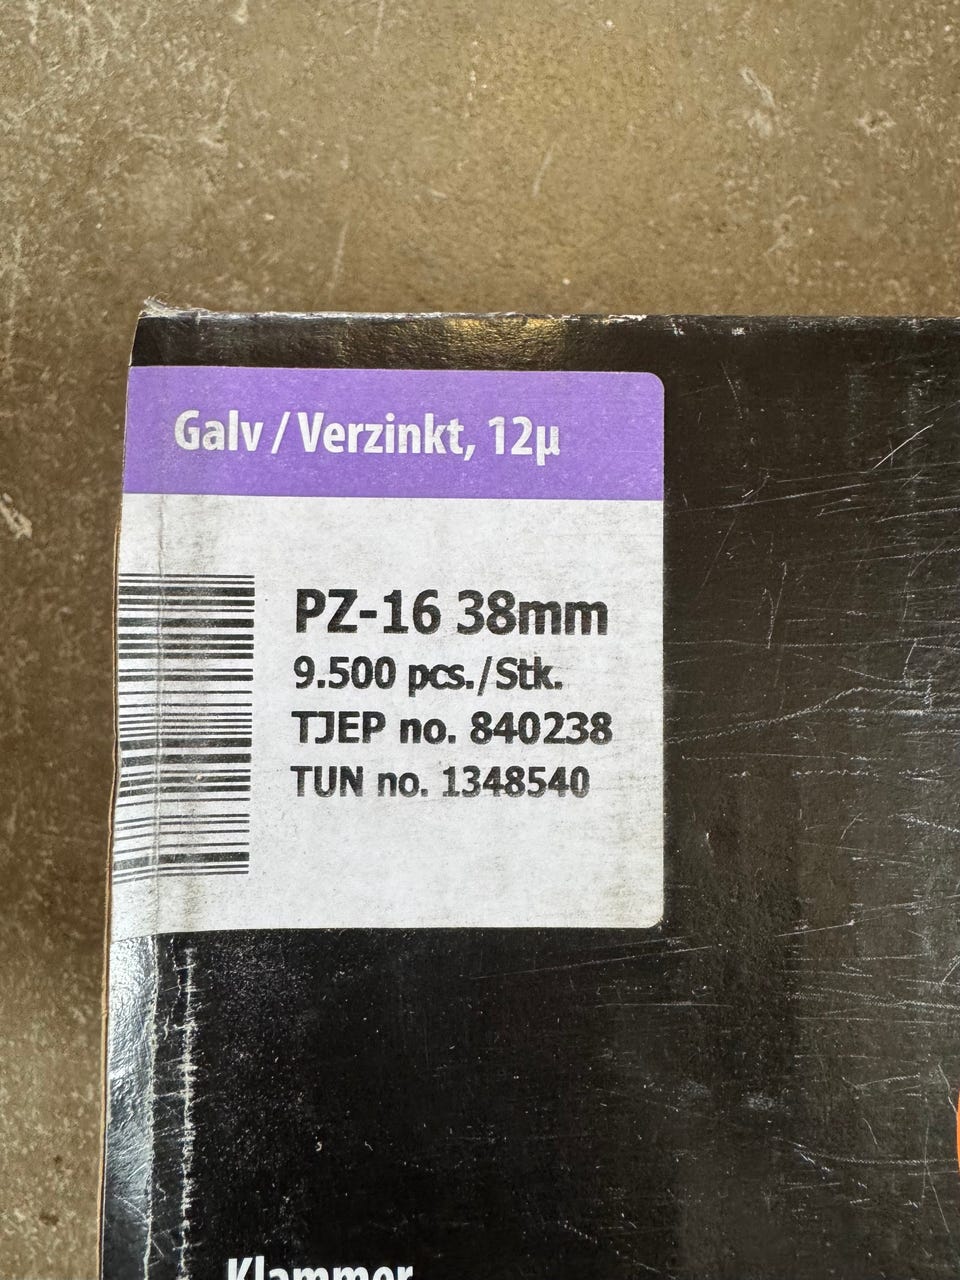 Galv / Verzinkt, 12µ
PZ-16 38mm
9.500 pcs./Stk.
TJEP no. 840238
TUN no. 1348540
Klammer